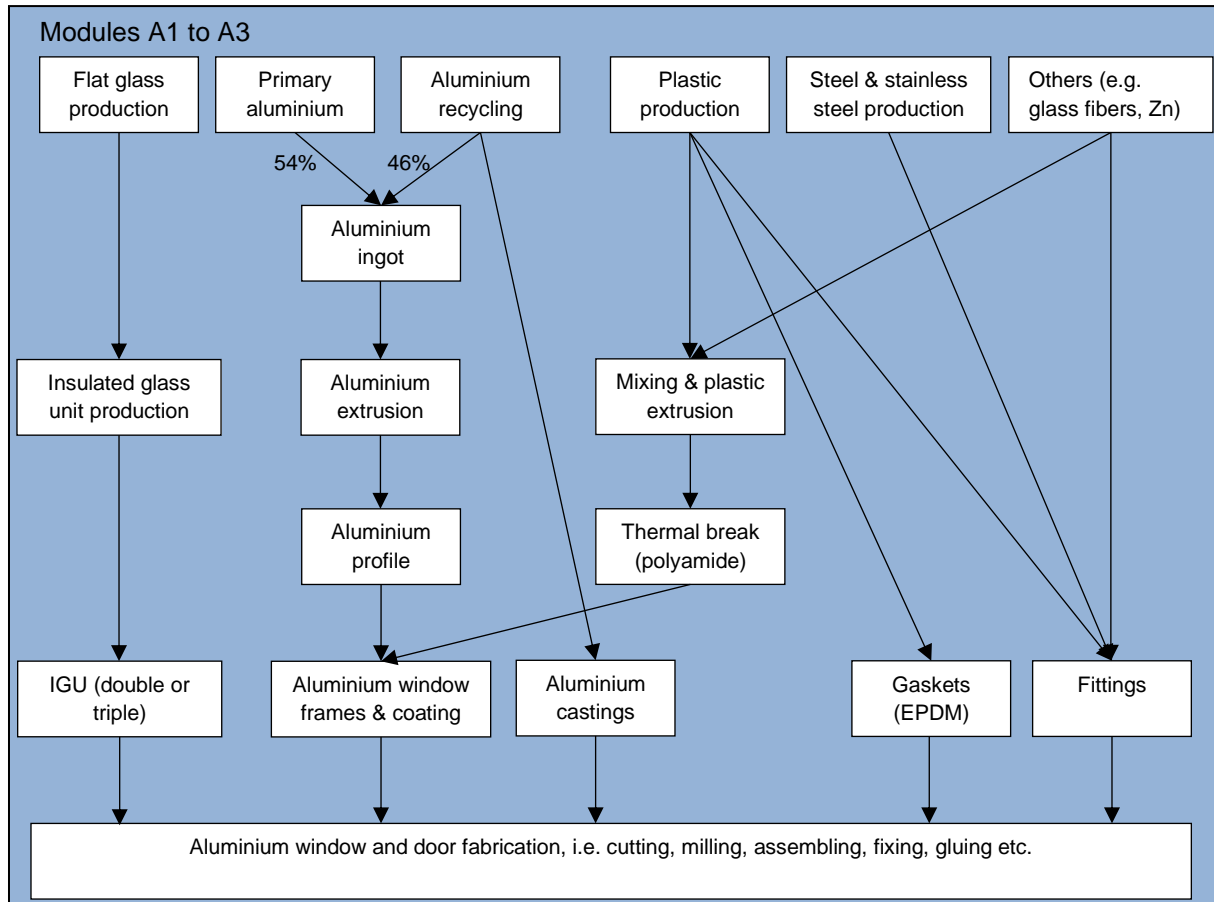 Modules A1 to A3
Flat glass
production
Primary
aluminium
Aluminium
recycling
Plastic
production
Steel & stainless
steel production
Others (e.g.
glass fibers, Zn)
54%
46%
Aluminium
ingot
Insulated glass
unit production
Aluminium
extrusion
Mixing & plastic
extrusion
Aluminium
profile
Thermal break
(polyamide)
IGU (double or
triple)
Aluminium window
frames & coating
Aluminium
castings
Gaskets
(EPDM)
Fittings
Aluminium window and door fabrication, i.e. cutting, milling, assembling, fixing, gluing etc.